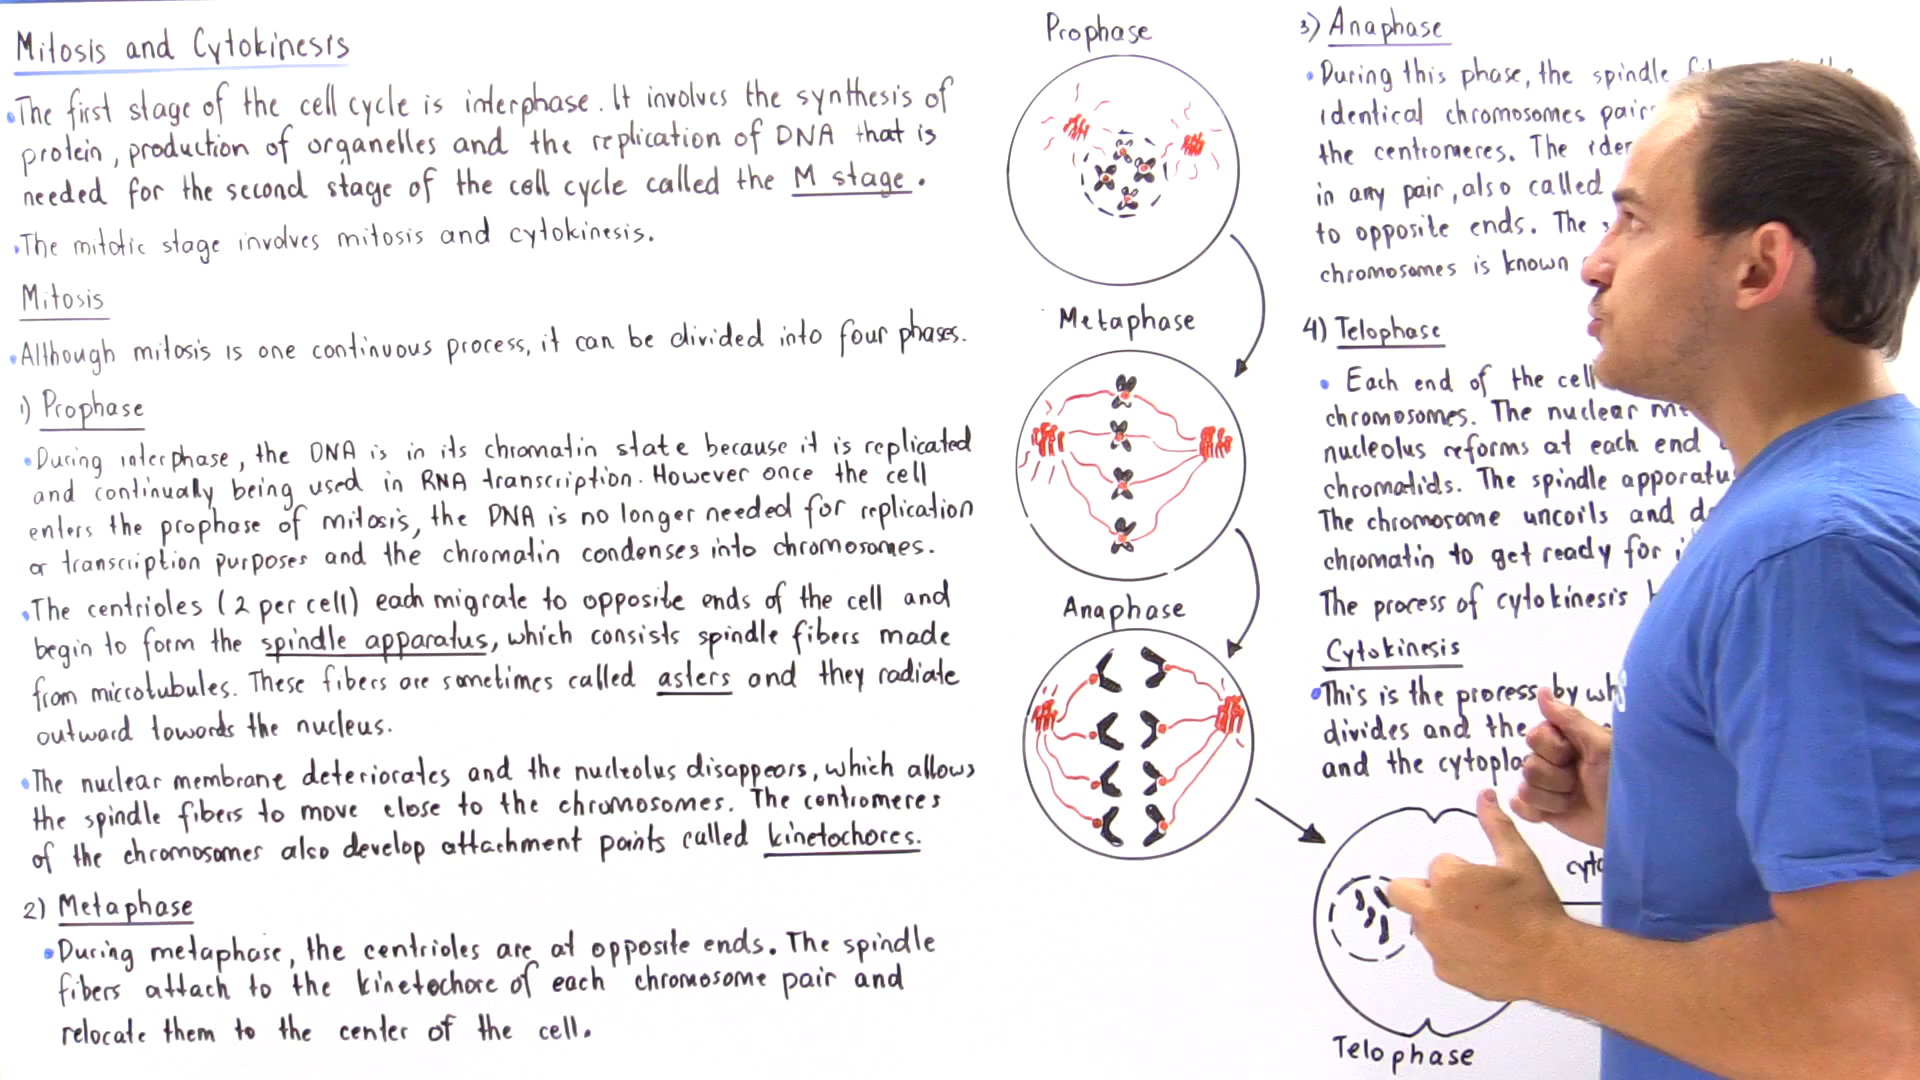 Mitosis and Cytokinesis
•The first stage of the cell cycle is interphase. It involves the synthesis of
protein, production of organelles and the replication of DNA that is
needed for the second stage of the cell cycle called the M stage.
•The mitotic stage involves mitosis and cytokinesis.
Mitosis
•Although mitosis is one continuous process, it can be divided into four phases.
1) Prophase
•During interphase, the DNA is in its chromatin state because it is replicated
and continually being used in RNA transcription. However once the cell
enters the prophase of mitosis, the DNA is no longer needed for replication
or transcription purposes and the chromatin condenses into chromosomes.
•The centrioles (2 per cell) each migrate to opposite ends of the cell and
begin to form the spindle apparatus, which consists spindle fibers made
from microtubules. These fibers are sometimes called asters and they radiate
outward towards the nucleus.
•The nuclear membrane deteriorates and the nucleolus disappears, which allows
the spindle fibers to move close to the chromosomes. The centromeres
of the chromosomes also develop attachment points called kinetochores.
2) Metaphase
•During metaphase, the centrioles are at opposite ends. The spindle
fibers attach to the kinetochore of each chromosome pair and
relocate them to the center of the cell.
Prophase
Metaphase
Anaphase
Telophase
3) Anaphase
•During this phase, the spindle
identical chromosomes pair
the centromeres. The
in any pair, also called
to opposite ends. The
chromosomes is known
4) Telophase
• Each end of the cell
chromosomes. The nuclear
nucleolus reforms at each end
chromatids. The spindle apparatus
The chromosome uncoils and
chromatin to get ready for
The process of cytokinesis
Cytokinesis
•This is the process by
divides and the
and the